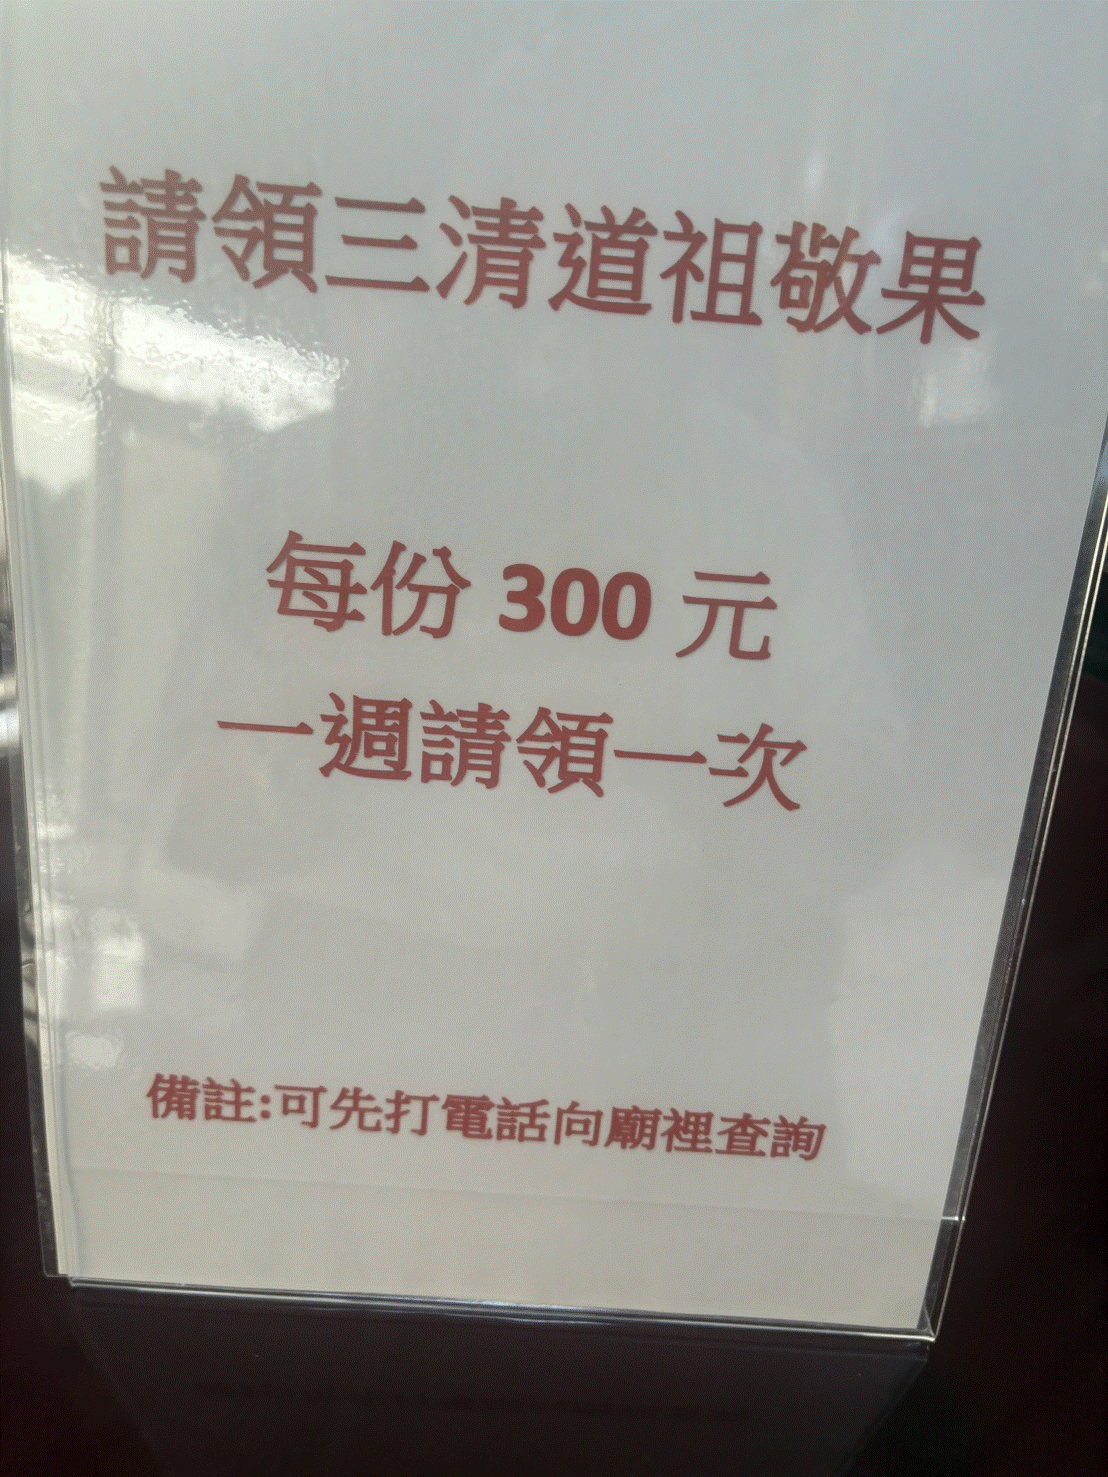 請領三清道祖敬果
每份 300 元
一週請領一次
備註:可先打電話向廟裡查詢